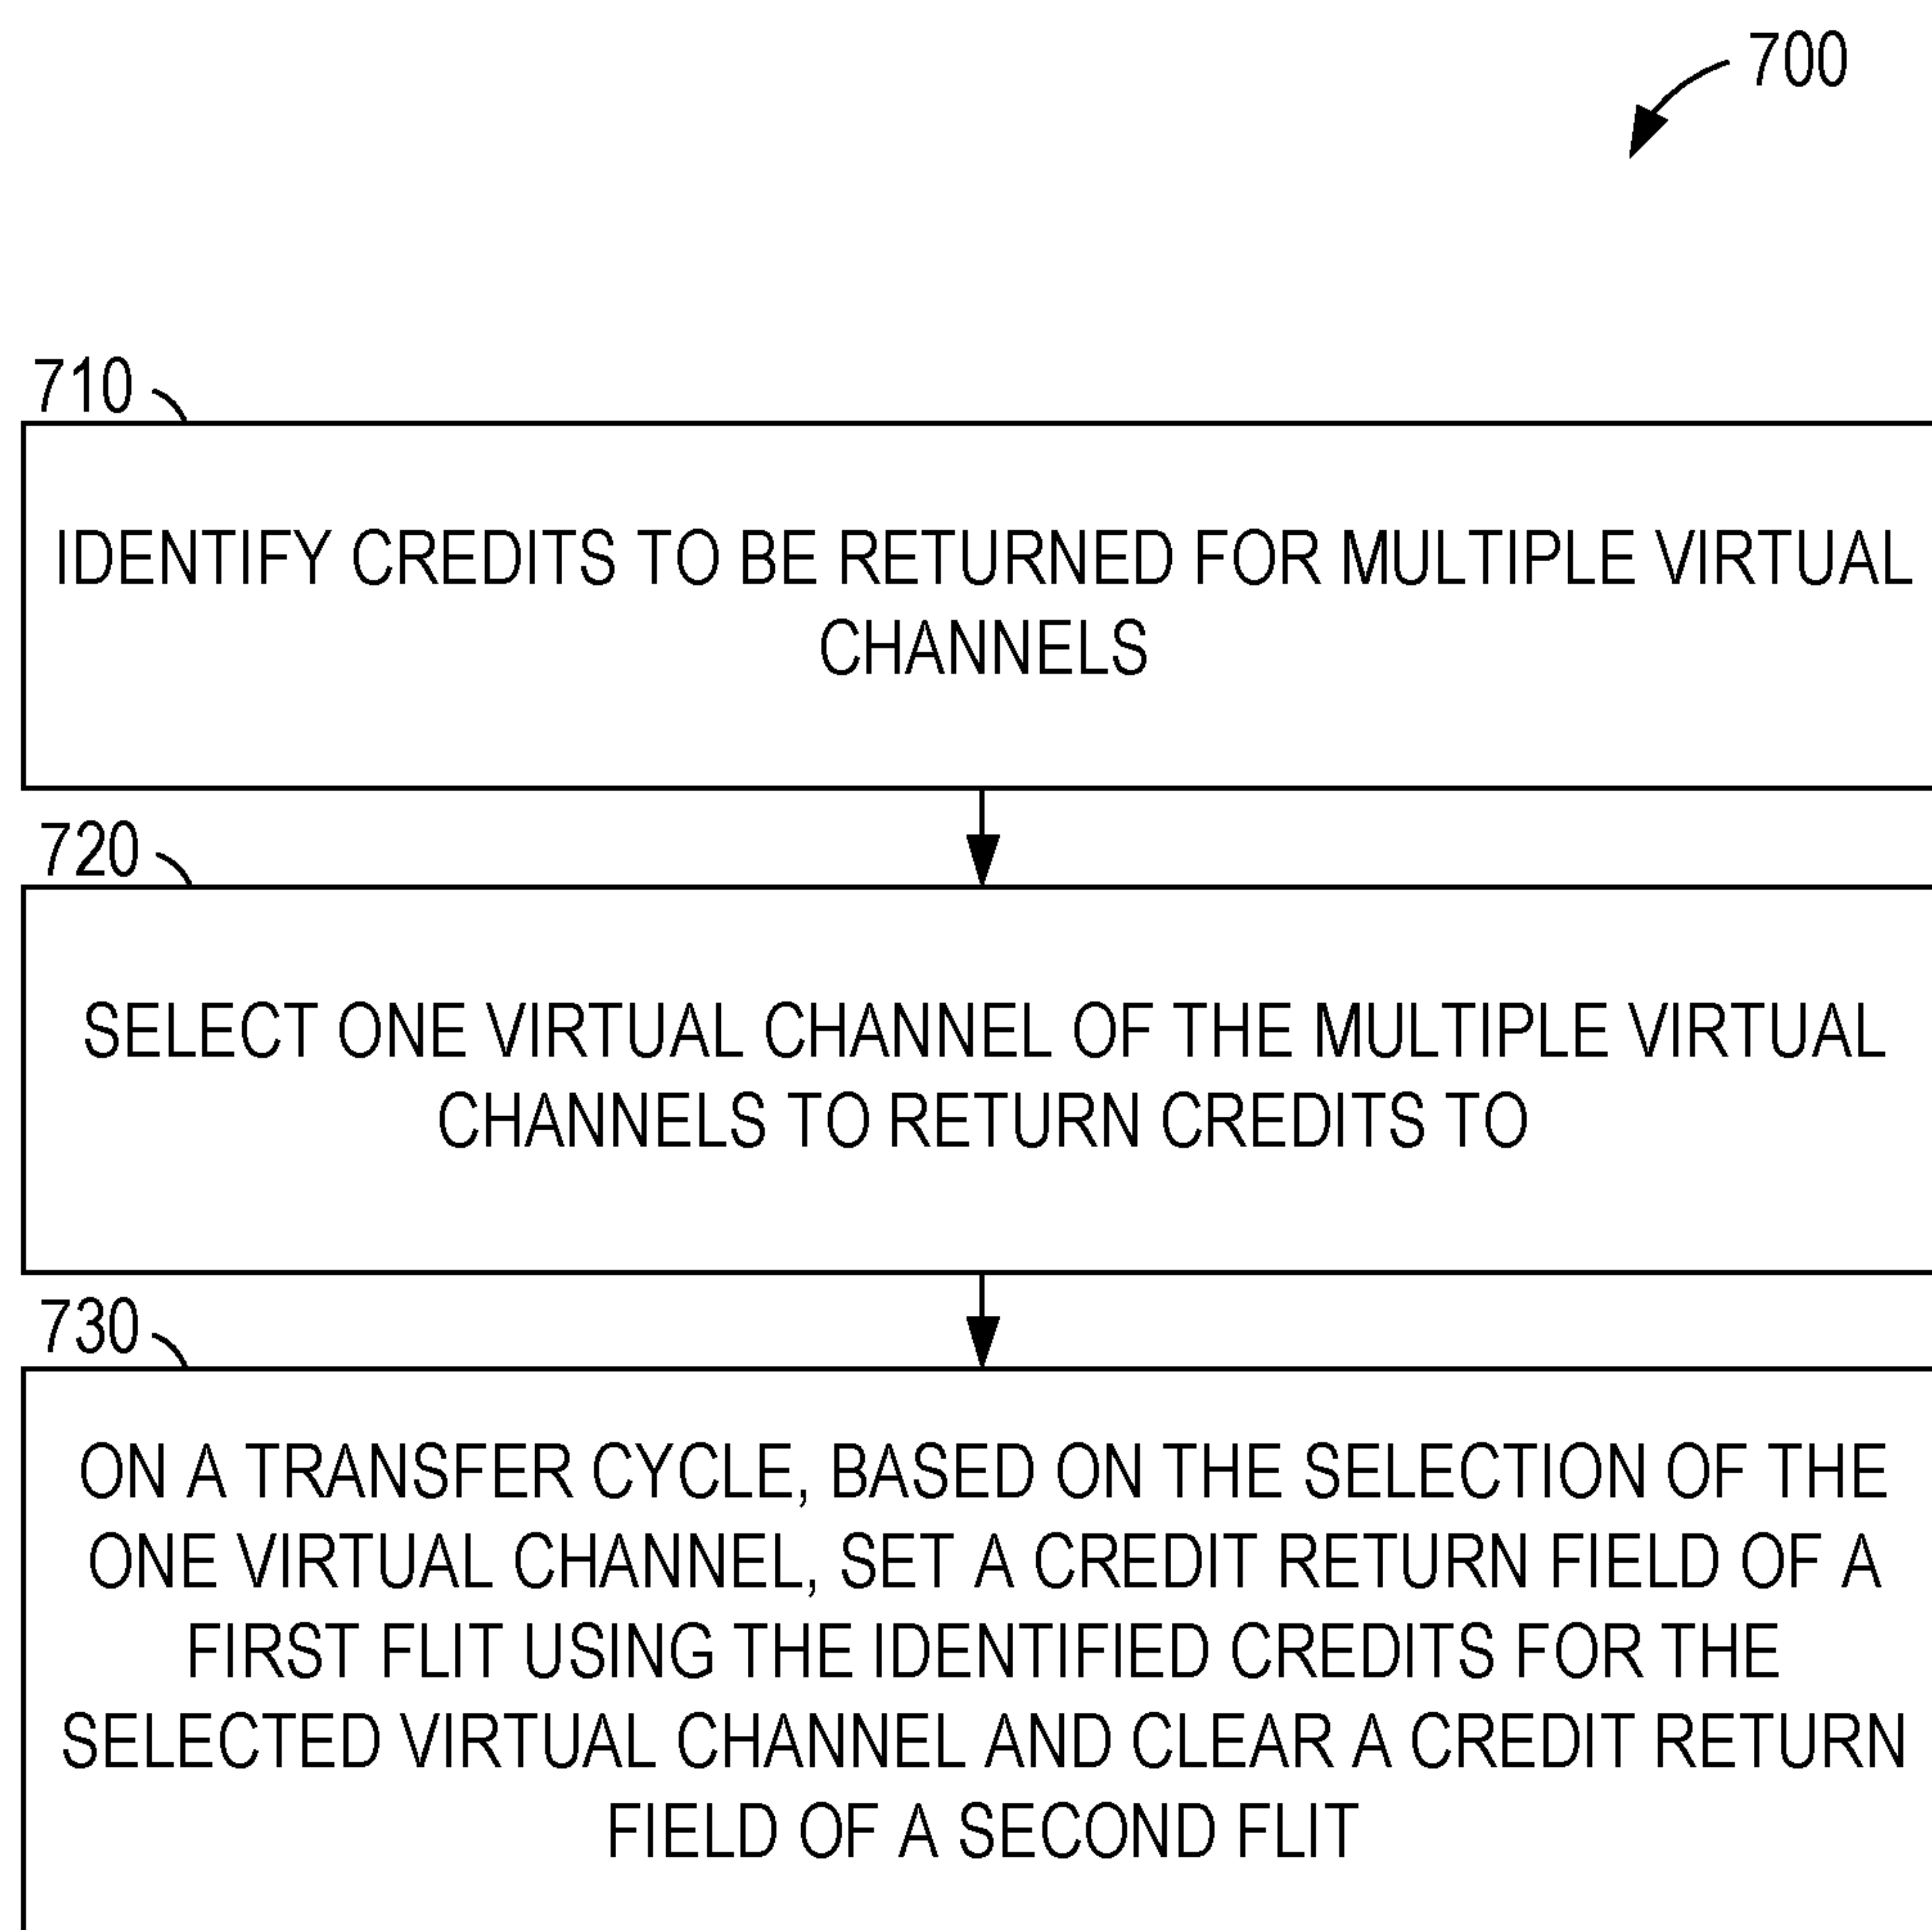 700
710
IDENTIFY CREDITS TO BE RETURNED FOR MULTIPLE VIRTUAL
CHANNELS
720
SELECT ONE VIRTUAL CHANNEL OF THE MULTIPLE VIRTUAL
CHANNELS TO RETURN CREDITS TO
730
ON A TRANSFER CYCLE, BASED ON THE SELECTION OF THE
ONE VIRTUAL CHANNEL, SET A CREDIT RETURN FIELD OF A
FIRST FLIT USING THE IDENTIFIED CREDITS FOR THE
SELECTED VIRTUAL CHANNEL AND CLEAR A CREDIT RETURN
FIELD OF A SECOND FLIT